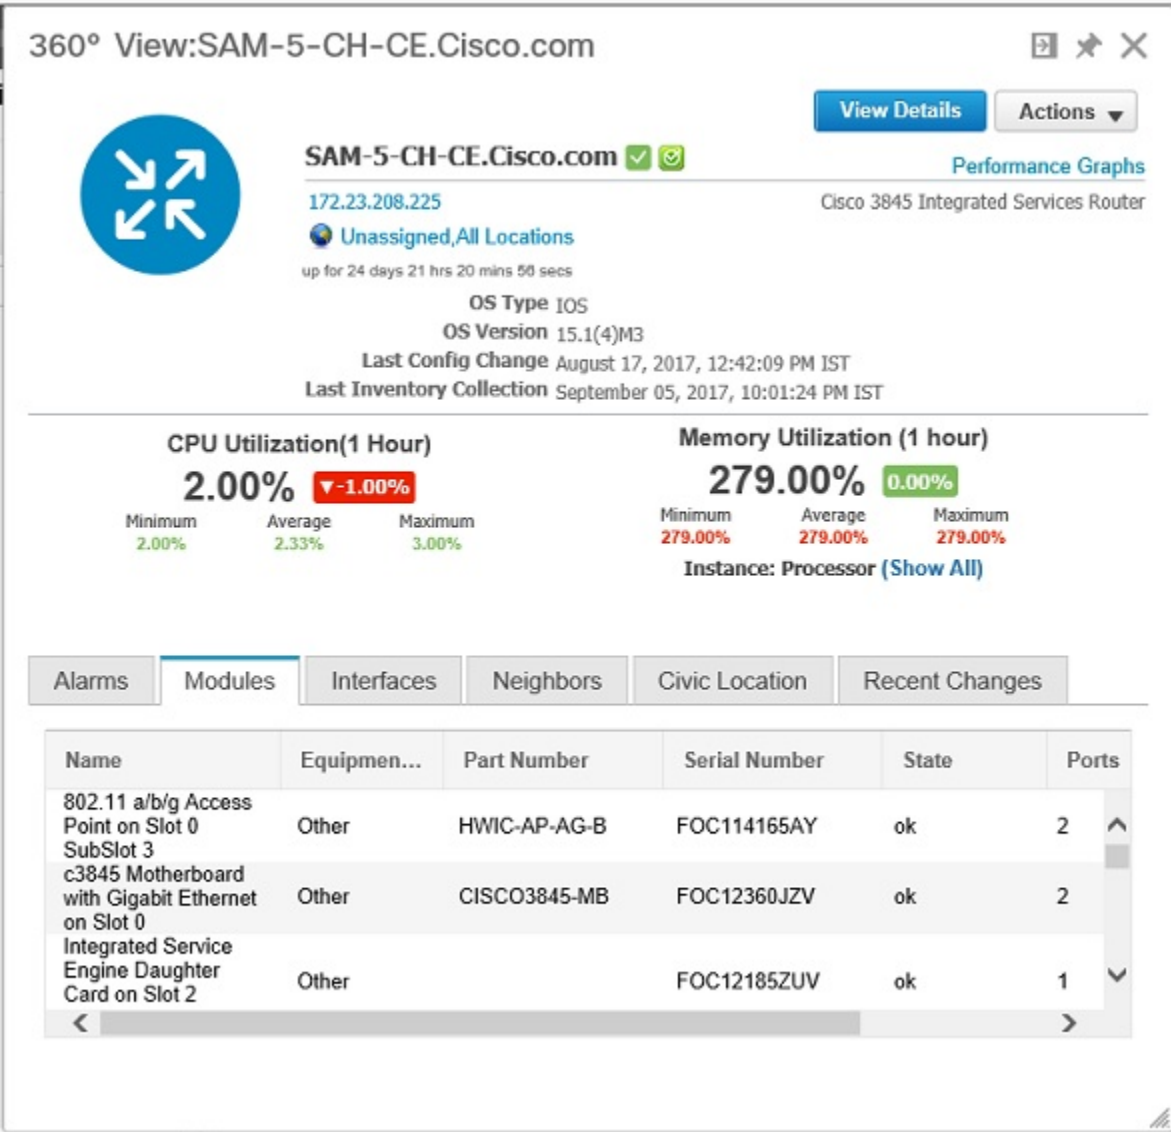 360° View:SAM-5-CH-CE.Cisco.com
View Details
Actions
SAM-5-CH-CE.Cisco.com
Performance Graphs
172.23.208.225
Cisco 3845 Integrated Services Router
Unassigned,All Locations
up for 24 days 21 hrs 20 mins 56 secs
OS Type IOS
OS Version 15.1(4)M3
Last Config Change August 17, 2017, 12:42:09 PM IST
Last Inventory Collection September 05, 2017, 10:01:24 PM IST
CPU Utilization(1 Hour)
2.00% ▼-1.00%
Minimum Average Maximum
2.00% 2.33% 3.00%
Memory Utilization (1 hour)
279.00% 0.00%
Minimum Average Maximum
279.00% 279.00% 279.00%
Instance: Processor (Show All)
Alarms Modules Interfaces Neighbors Civic Location Recent Changes
Name Equipmen... Part Number Serial Number State Ports
802.11 a/b/g Access
Point on Slot 0
SubSlot 3
Other HWIC-AP-AG-B FOC114165AY ok 2
c3845 Motherboard
with Gigabit Ethernet
on Slot 0
Other CISCO3845-MB FOC12360JZV ok 2
Integrated Service
Engine Daughter
Card on Slot 2
Other FOC12185ZUV ok 1